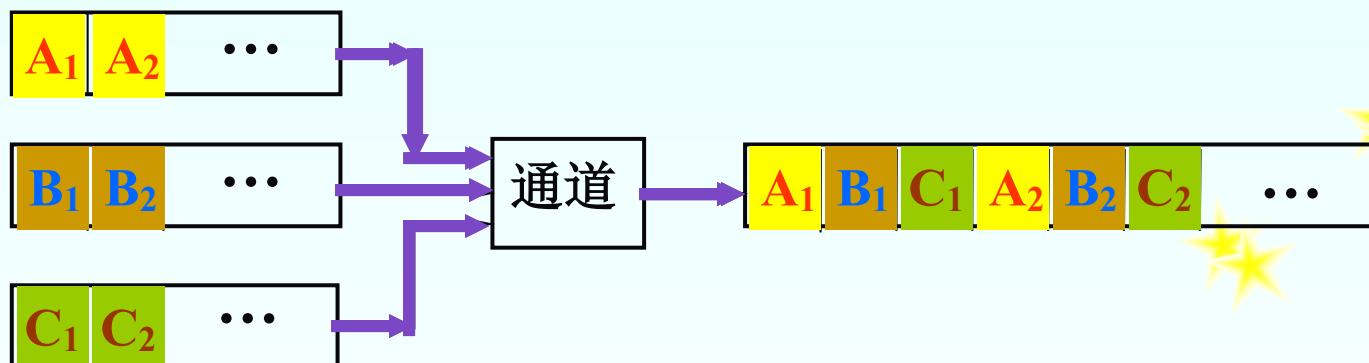 A₁ A₂ …
B₁ B₂ …
C₁ C₂ …
通道
A₁ B₁ C₁ A₂ B₂ C₂ …